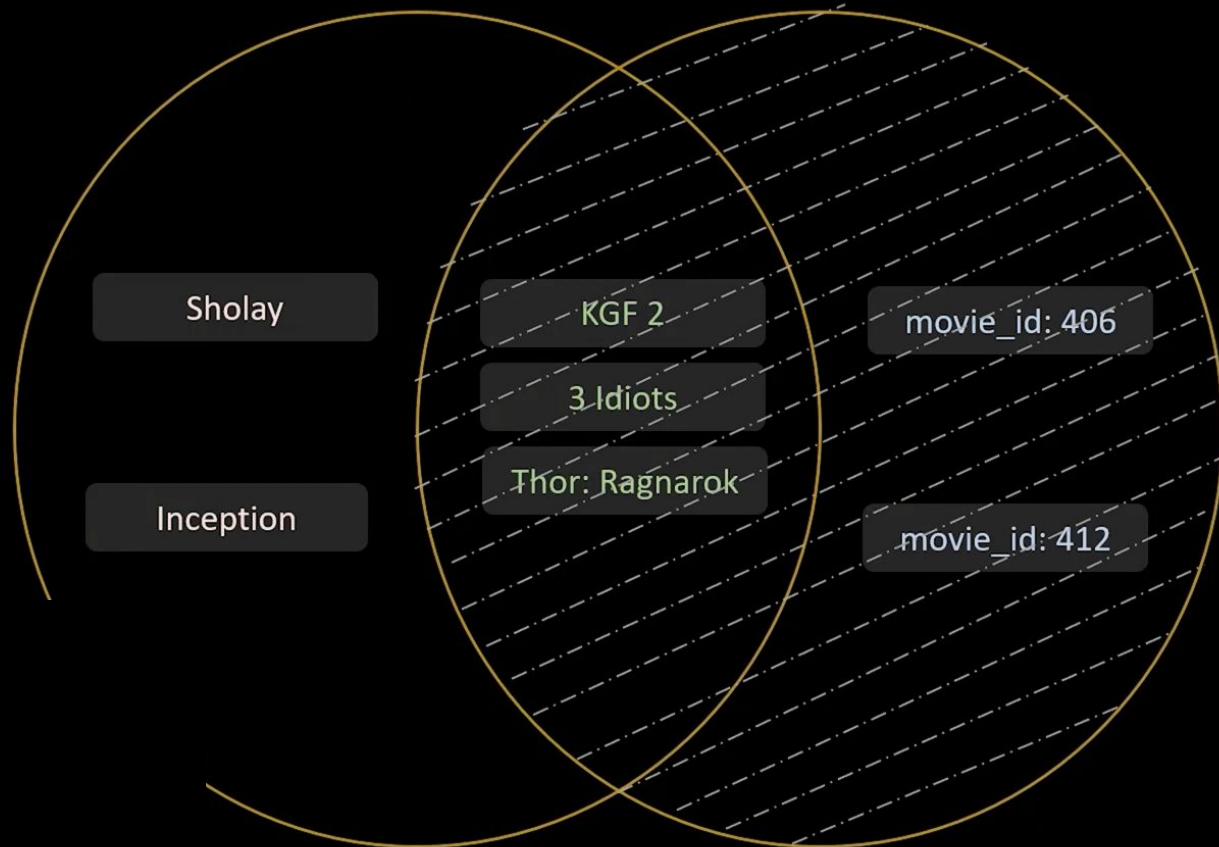 Sholay
KGF 2
movie_id: 406
3 Idiots
Thor: Ragnarok
Inception
movie_id: 412